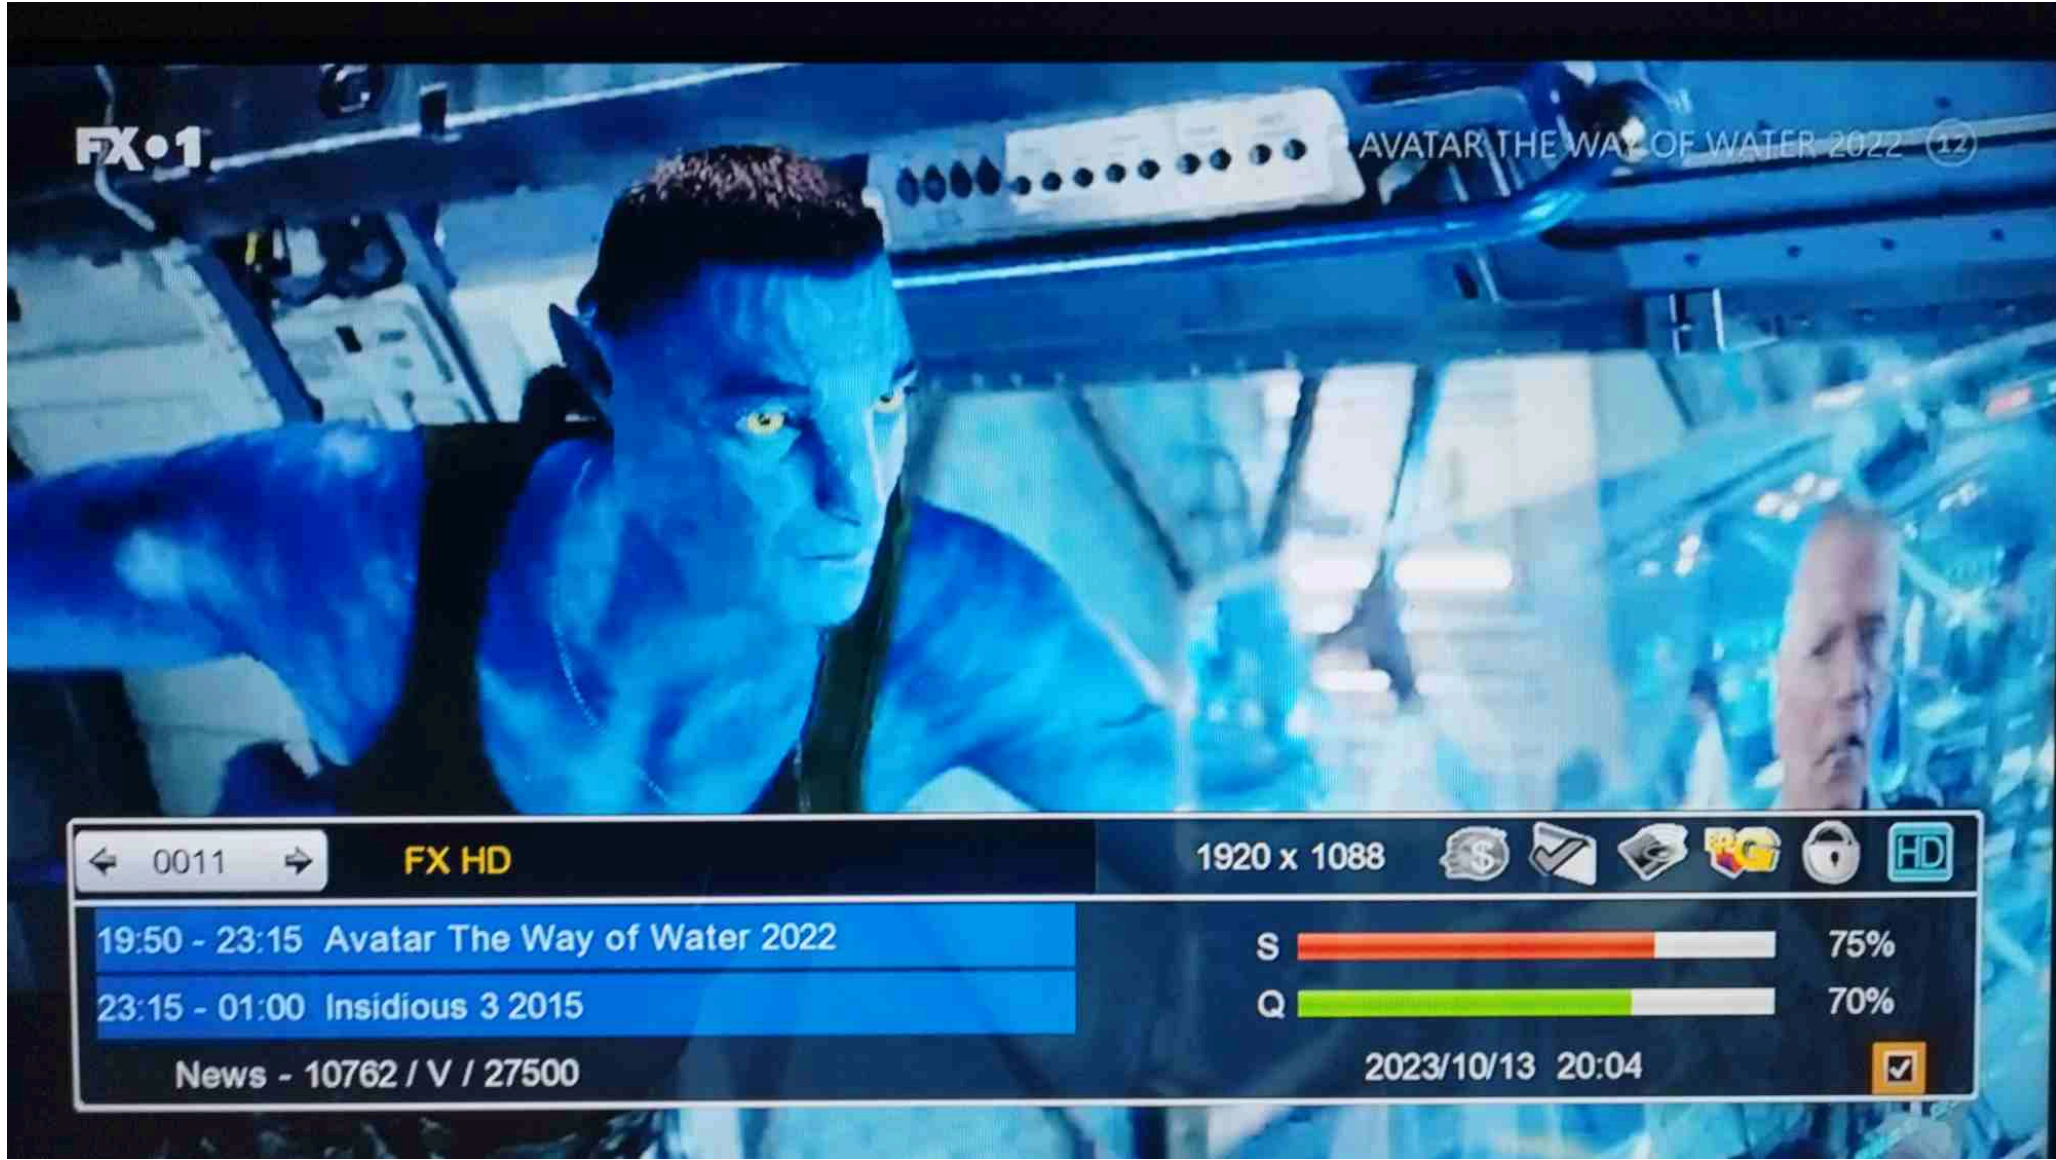 FX•1
AVATAR THE WAY OF WATER 2022 12
0011
FX HD
1920 x 1088
$
HD
19:50 - 23:15 Avatar The Way of Water 2022
S 75%
23:15 - 01:00 Insidious 3 2015
Q 70%
News - 10762 / V / 27500
2023/10/13 20:04